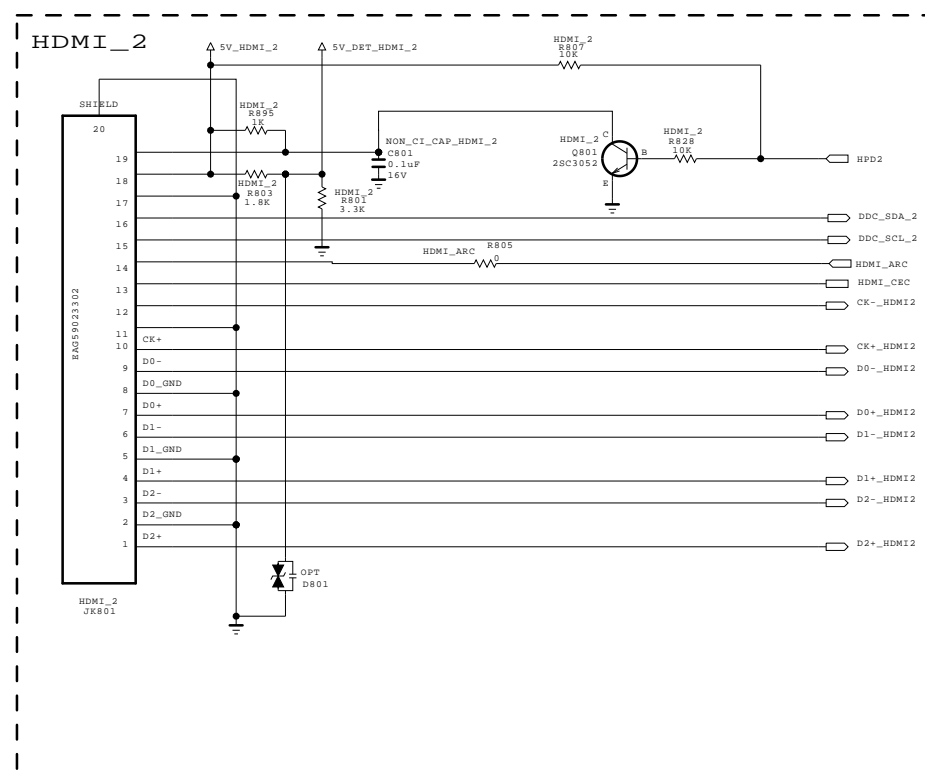 HDMI_2
5V_HDMI_2
5V_DET_HDMI_2
HDMI_2
R807
10K
SHIELD
20
HDMI_2
R895
1K
NON_CI_CAP_HDMI_2
C801
0.1uF
16V
HDMI_2
Q801
2SC3052
C
B
E
HDMI_2
R828
10K
HPD2
19
18
HDMI_2
R803
1.8K
HDMI_2
R801
3.3K
17
16
DDC_SDA_2
15
DDC_SCL_2
14
HDMI_ARC
R805
0
HDMI_ARC
13
HDMI_CEC
12
CK-_HDMI2
EAG59023302
11
10
CK+
CK+_HDMI2
9
D0-
D0-_HDMI2
8
D0_GND
7
D0+
D0+_HDMI2
6
D1-
D1-_HDMI2
5
D1_GND
4
D1+
D1+_HDMI2
3
D2-
D2-_HDMI2
2
D2_GND
1
D2+
D2+_HDMI2
OPT
D801
HDMI_2
JK801